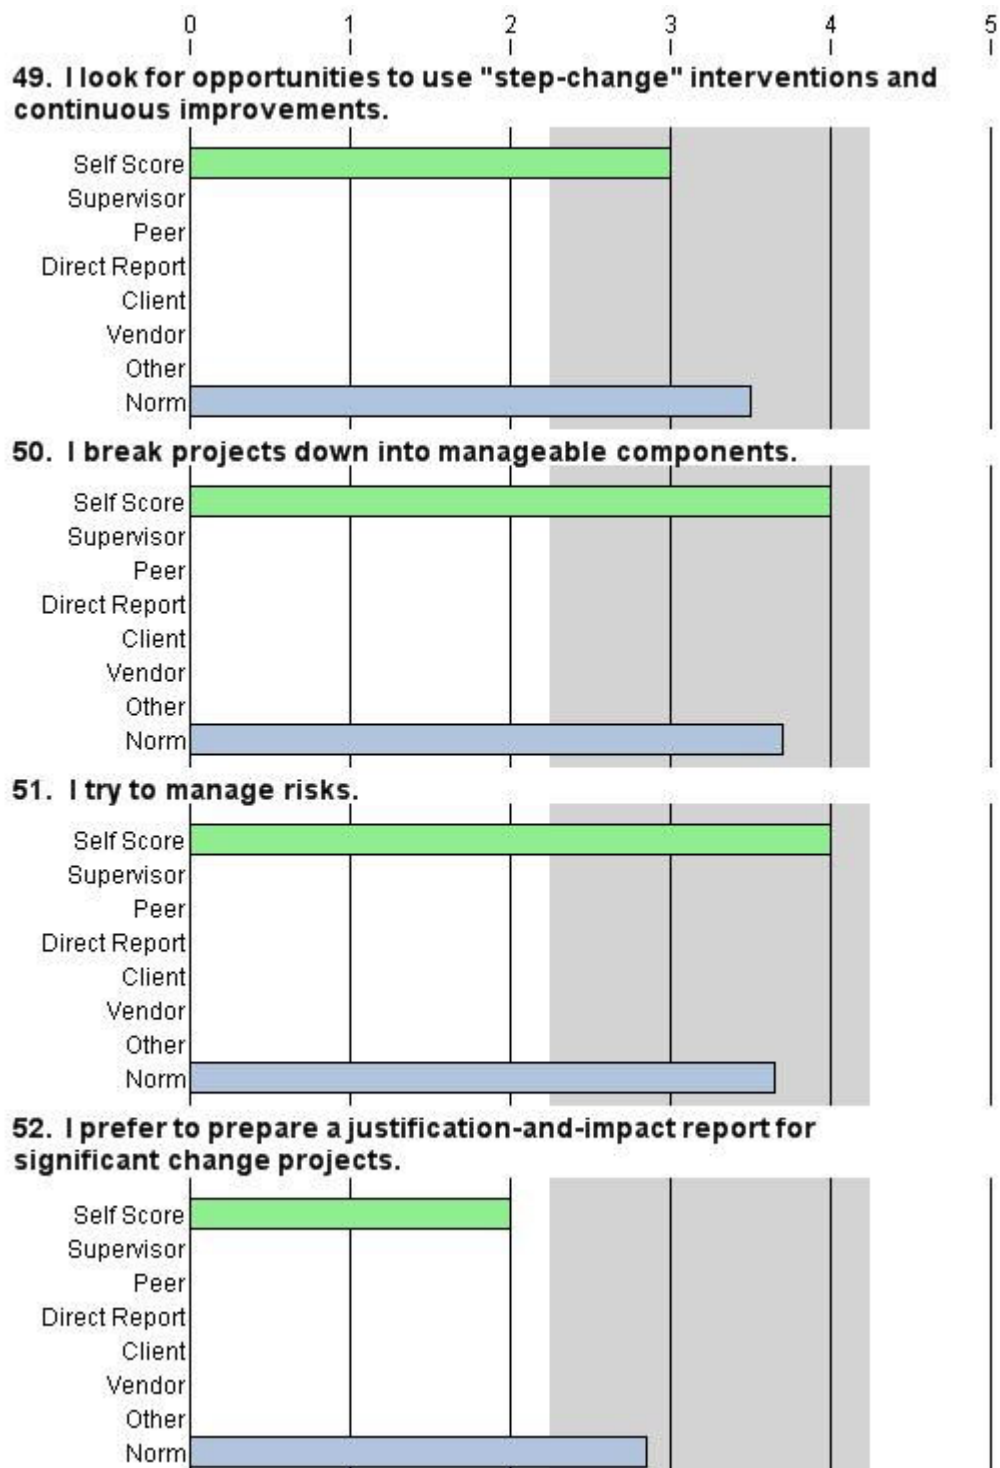 0 1 2 3 4 5
49. I look for opportunities to use "step-change" interventions and
continuous improvements.
Self Score
Supervisor
Peer
Direct Report
Client
Vendor
Other
Norm
50. I break projects down into manageable components.
Self Score
Supervisor
Peer
Direct Report
Client
Vendor
Other
Norm
51. I try to manage risks.
Self Score
Supervisor
Peer
Direct Report
Client
Vendor
Other
Norm
52. I prefer to prepare a justification-and-impact report for
significant change projects.
Self Score
Supervisor
Peer
Direct Report
Client
Vendor
Other
Norm